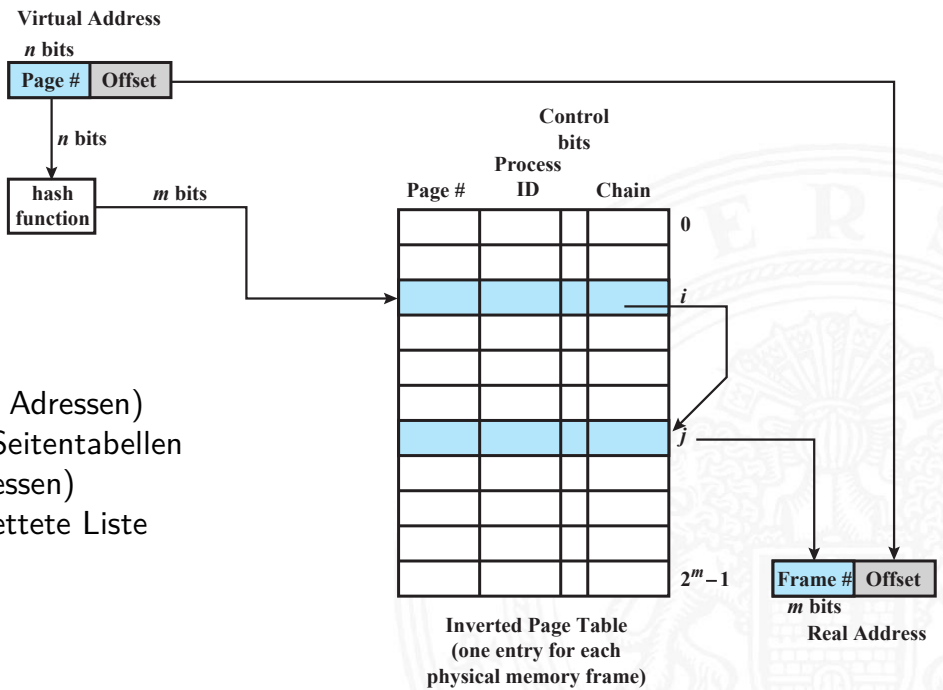 Virtual Address
n bits
Page # Offset
n bits
hash
function
m bits
Control
bits
Process
ID
Page #
Chain
0
i
j
2^m − 1
Adressen)
Seitentabellen
essen)
ettete Liste
Frame # Offset
m bits
Real Address
Inverted Page Table
(one entry for each
physical memory frame)